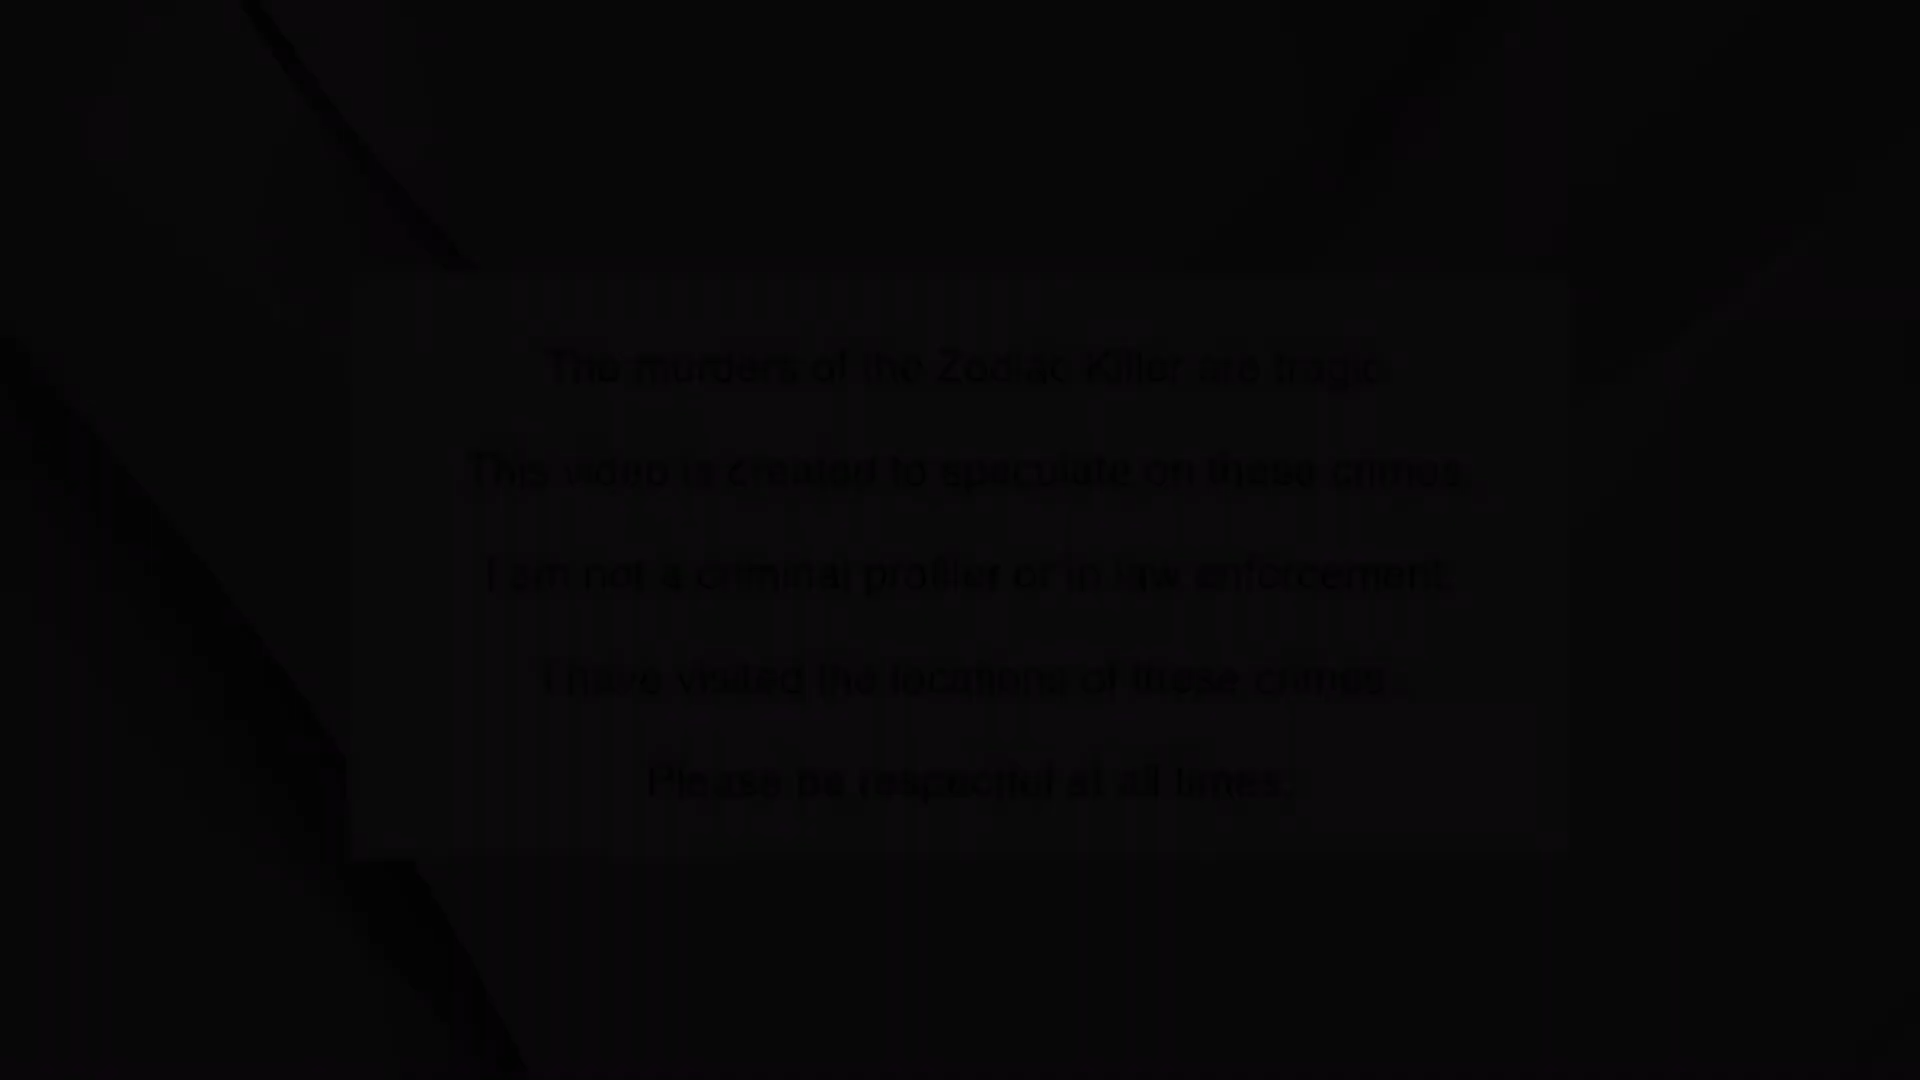 The murders of the Zodiac Killer are tragic.
This video is created to speculate on these crimes.
I am not a criminal profiler or in law enforcement.
I have visited the locations of these crimes.
Please be respectful at all times.